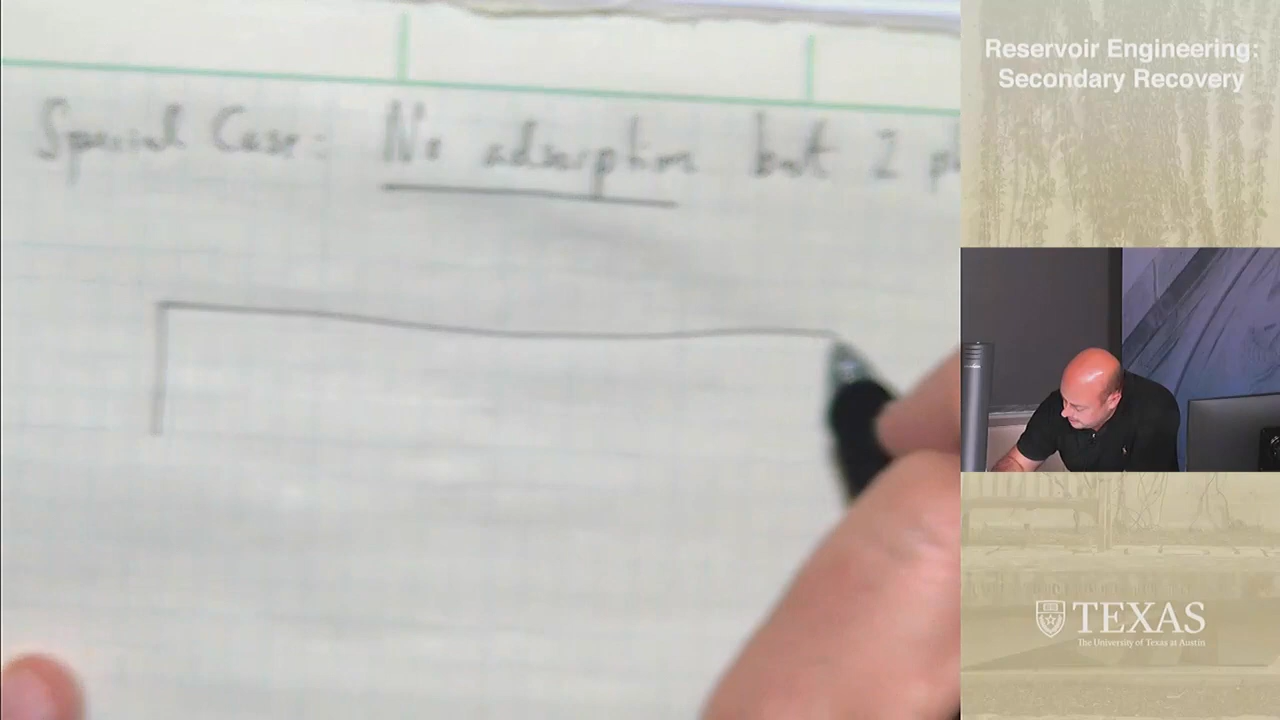 Special Case: No adsorption but 2
Reservoir Engineering:
Secondary Recovery
TEXAS
The University of Texas at Austin